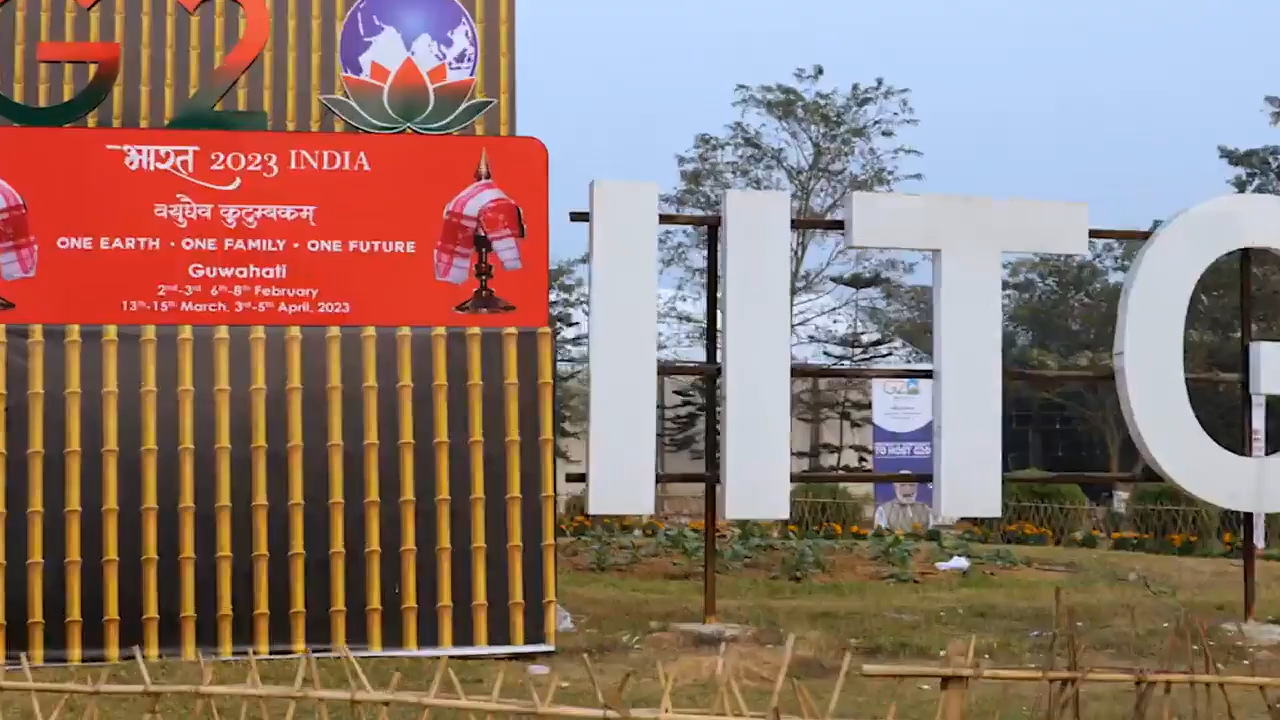 G2
भारत 2023 INDIA
वसुधैव कुटुम्बकम्
ONE EARTH • ONE FAMILY • ONE FUTURE
Guwahati
2nd-3rd 6th-8th February
13th-15th March, 3rd-5th April, 2023
IITG
G20
TO HOST G20